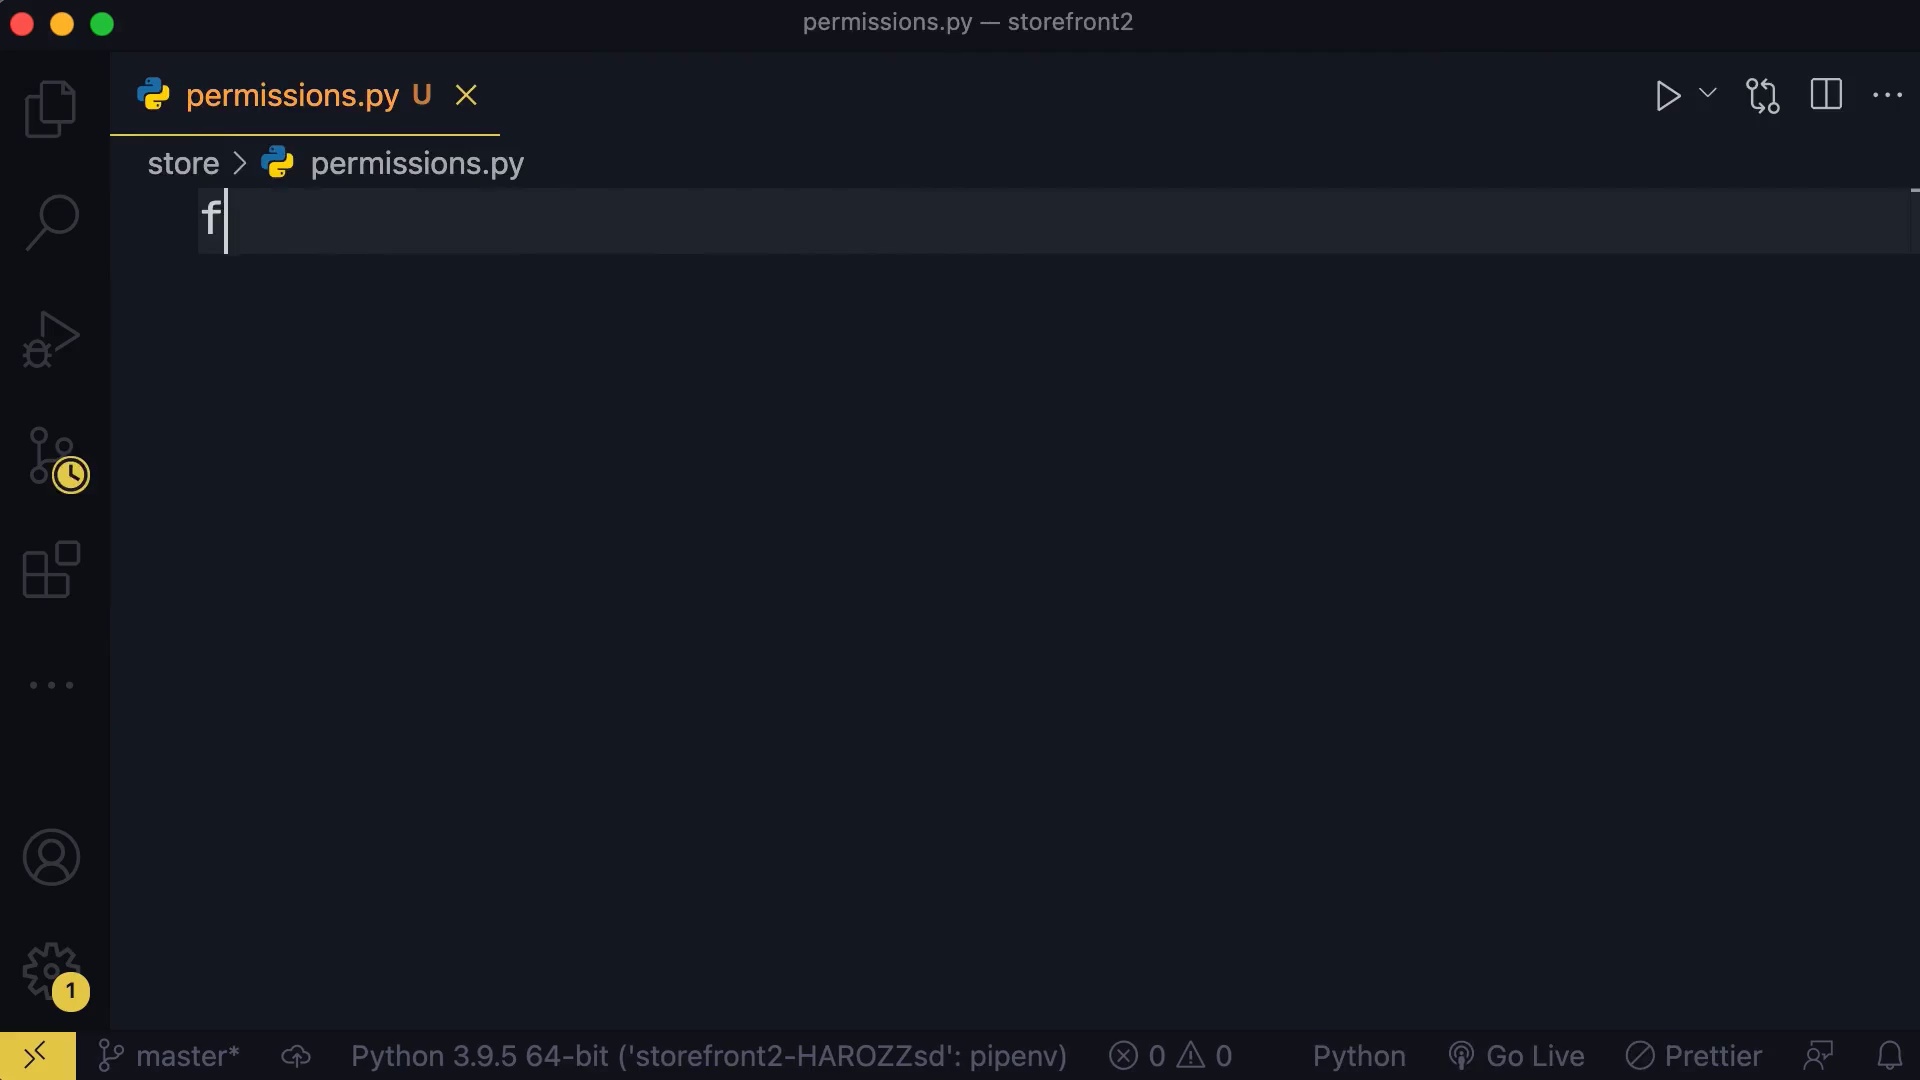 permissions.py — storefront2
permissions.py U
store > permissions.py
f
1
master* Python 3.9.5 64-bit ('storefront2-HAROZZsd': pipenv) 0 0 Python Go Live Prettier